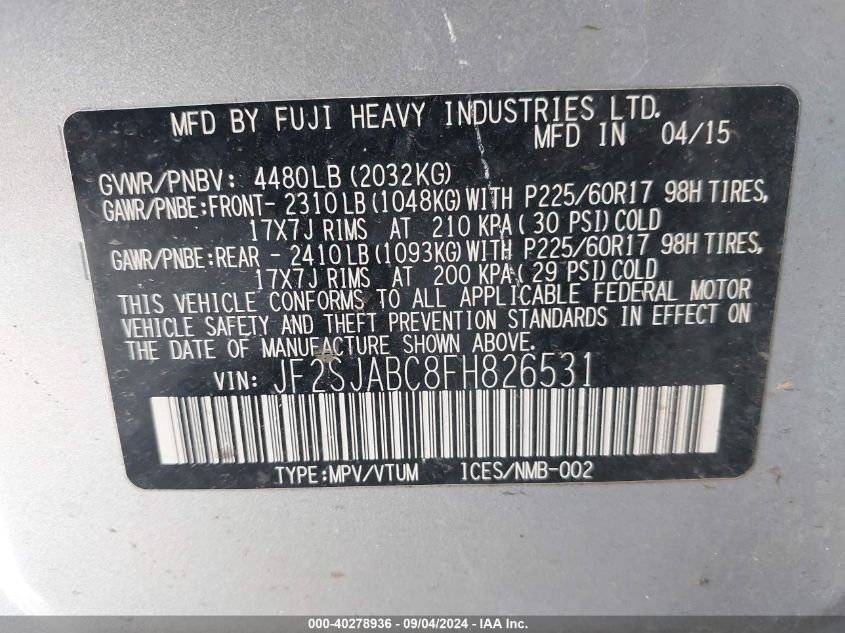 MFD BY FUJI HEAVY INDUSTRIES LTD.
MFD IN 04/15
GVWR/PNBV: 4480LB (2032KG)
GAWR/PNBE:FRONT- 2310LB (1048KG) WITH P225/60R17 98H TIRES,
17X7J RIMS AT 210 KPA ( 30 PSI) COLD
GAWR/PNBE:REAR - 2410LB (1093KG) WITH P225/60R17 98H TIRES,
17X7J RIMS AT 200 KPA ( 29 PSI) COLD
THIS VEHICLE CONFORMS TO ALL APPLICABLE FEDERAL MOTOR
VEHICLE SAFETY AND THEFT PREVENTION STANDARDS IN EFFECT ON
THE DATE OF MANUFACTURE SHOWN ABOVE.
VIN: JF2SJABC8FH826531
TYPE:MPV/VTUM ICES/NMB-002
000-40278936 - 09/04/2024 - IAA Inc.